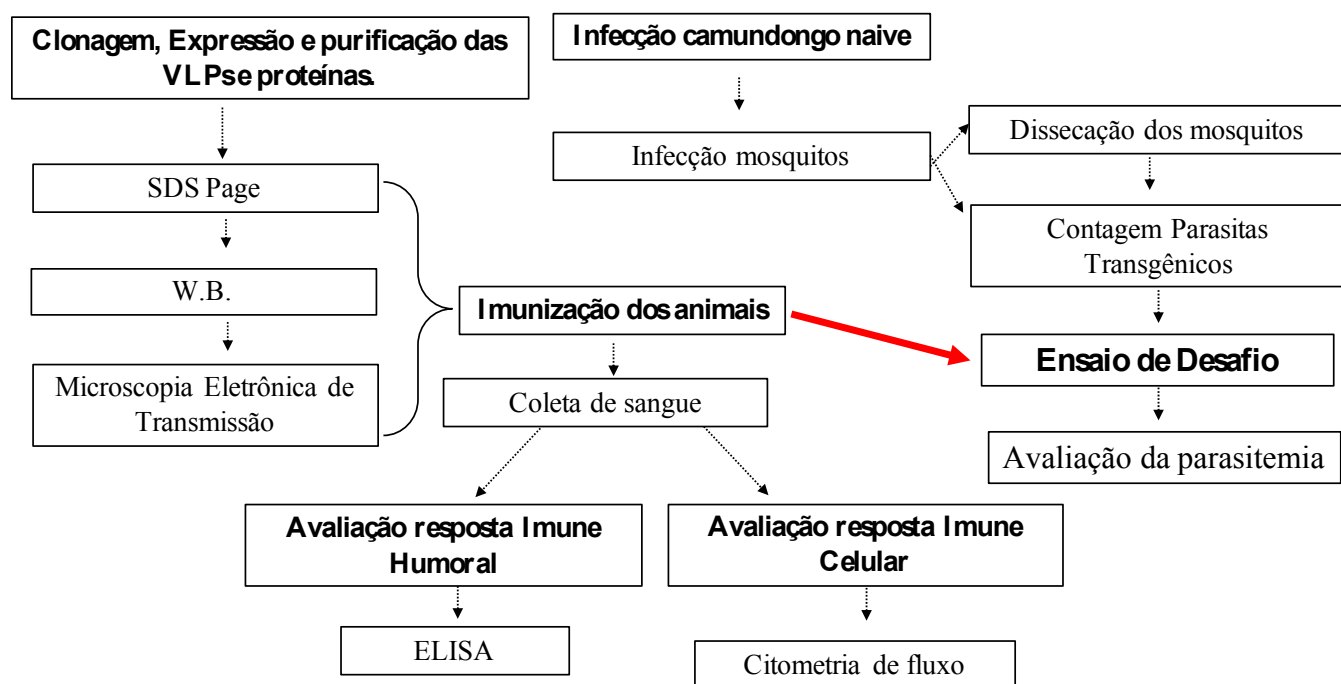 Clonagem, Expressão e purificação das
VLPs e proteínas.
SDS Page
W.B.
Microscopia Eletrônica de
Transmissão
Infecção camundongo naive
Infecção mosquitos
Dissecação dos mosquitos
Contagem Parasitas
Transgênicos
Imunização dos animais
Ensaio de Desafio
Avaliação da parasitemia
Coleta de sangue
Avaliação resposta Imune
Humoral
ELISA
Avaliação resposta Imune
Celular
Citometria de fluxo